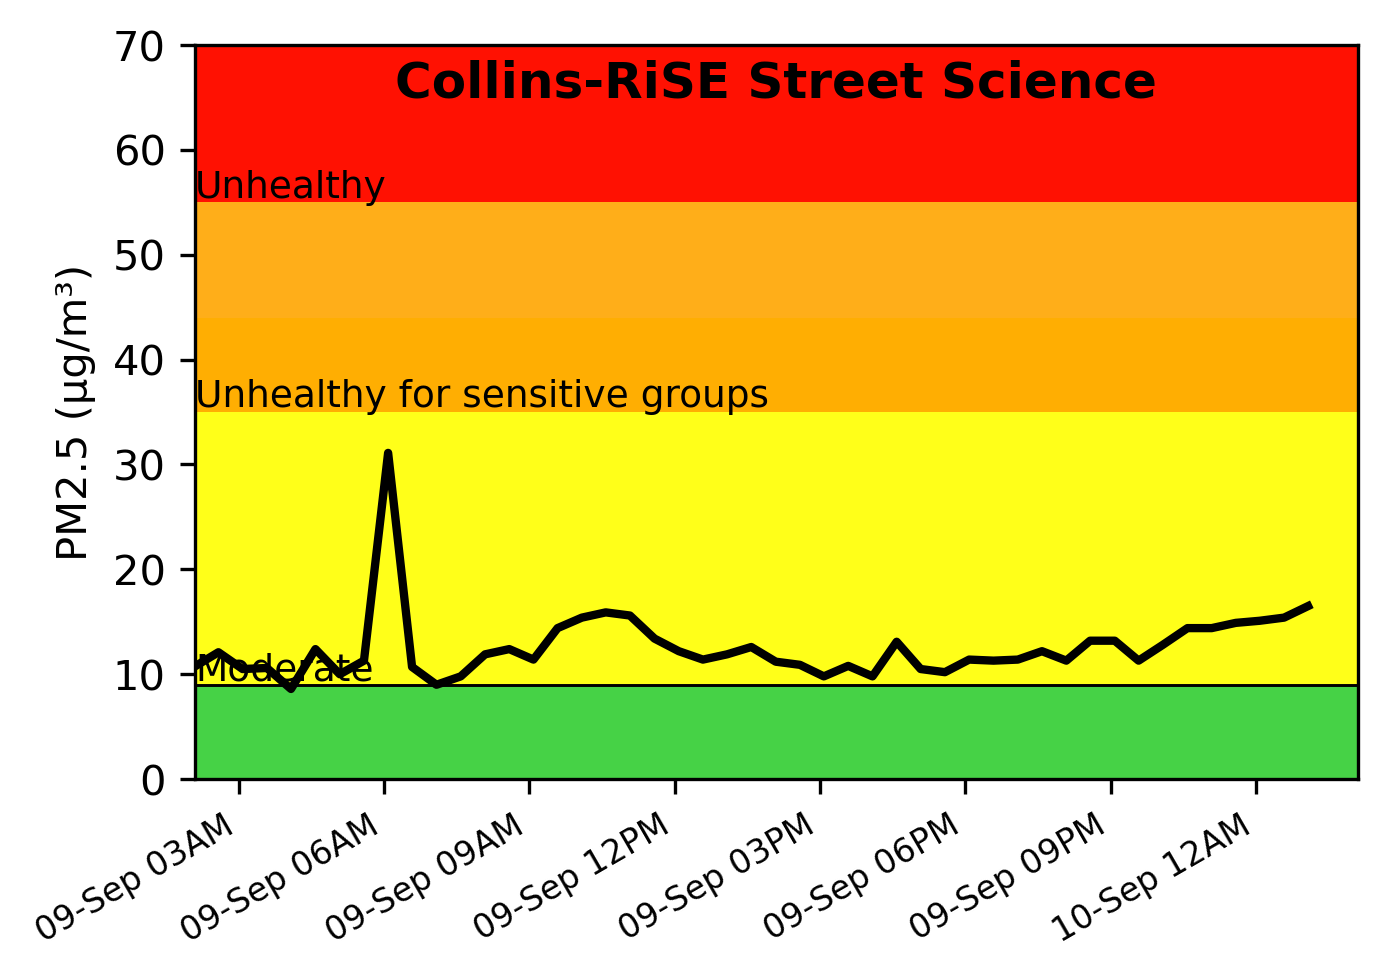 Collins-RiSE Street Science
70
60
50
40
30
20
10
0
PM2.5 (µg/m³)
Unhealthy
Unhealthy for sensitive groups
Moderate
09-Sep 03AM
09-Sep 06AM
09-Sep 09AM
09-Sep 12PM
09-Sep 03PM
09-Sep 06PM
09-Sep 09PM
10-Sep 12AM